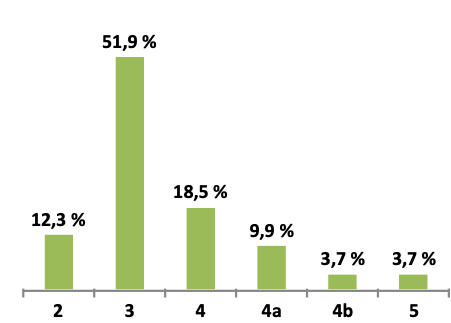 51,9 %
18,5 %
12,3 %
9,9 %
3,7 % 3,7 %
2 3 4 4a 4b 5